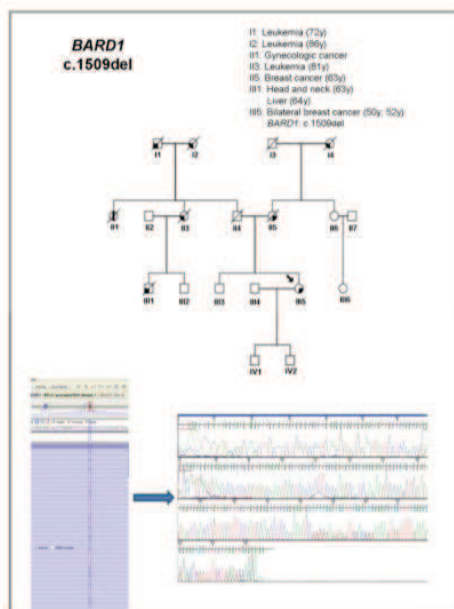 BARD1
c.1509del
I1: Leukemia (72y)
I2: Leukemia (86y)
II1: Gynecologic cancer
II3: Leukemia (81y)
II5: Breast cancer (63y)
III1: Head and neck (63y)
Liver (64y)
III5: Bilateral breast cancer (50y, 52y)
BARD1: c.1509del
I1 I2 I3 I4
II1 II2 II3 II4 II5 II6 II7
III1 III2 III3 III4 III5 III6
IV1 IV2